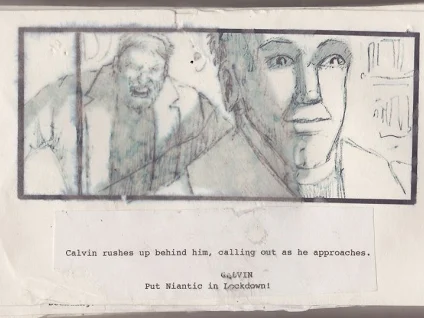 Calvin rushes up behind him, calling out as he approaches.
CALVIN
Put Niantic in Lockdown!